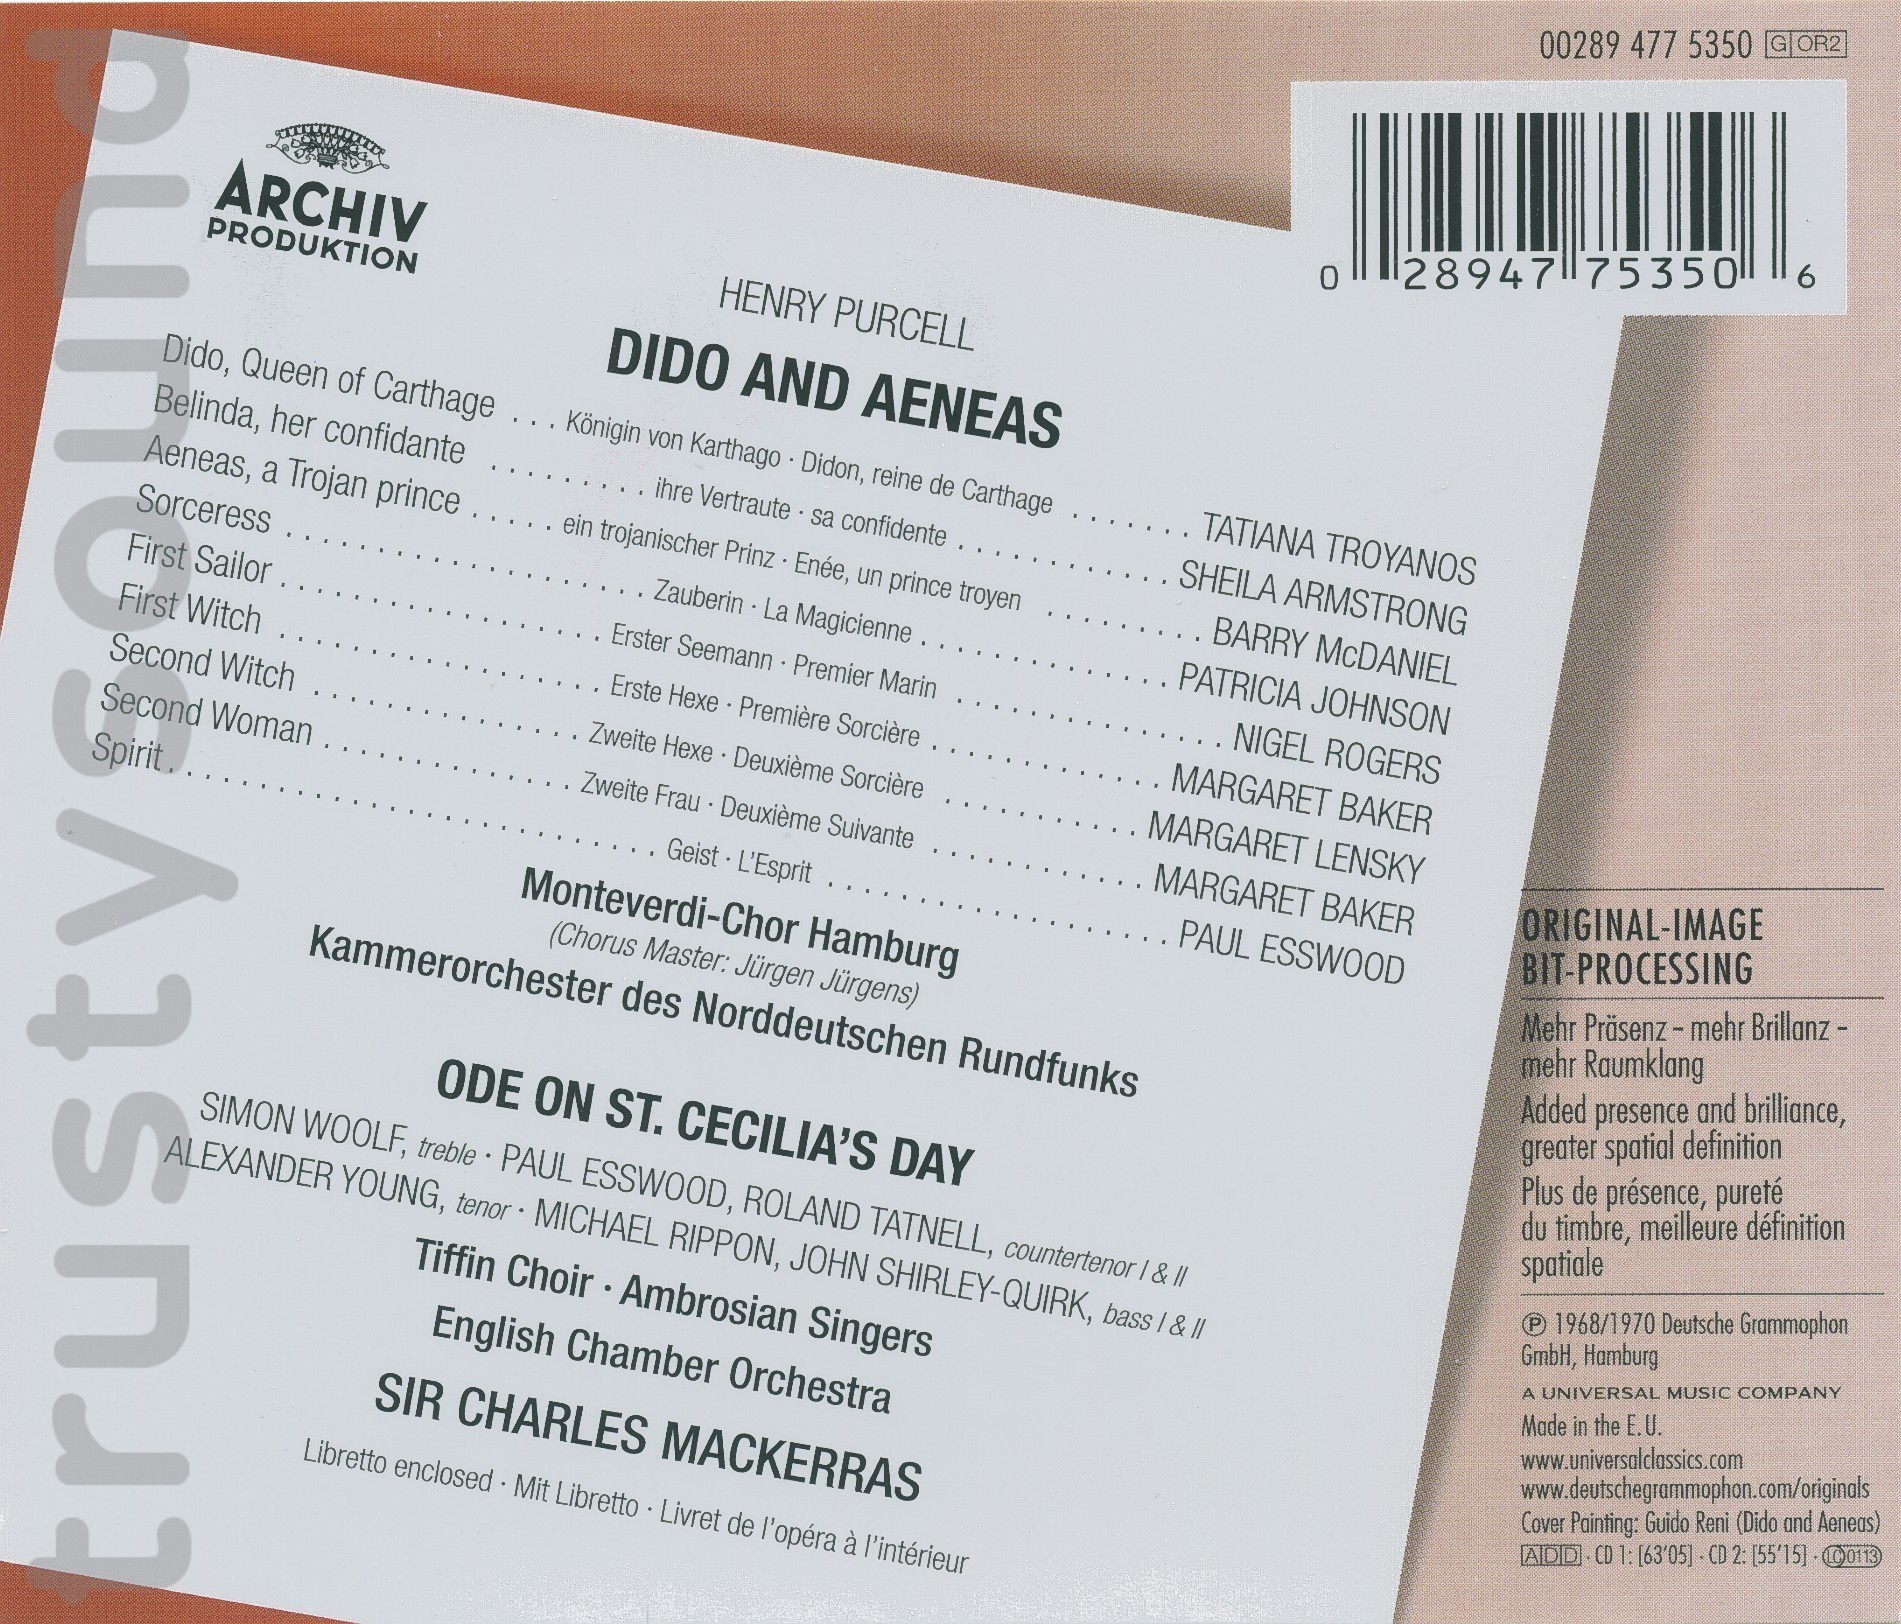 trustysound
00289 477 5350 G OR2
0 28947 75350 6
ARCHIV
PRODUKTION
HENRY PURCELL
DIDO AND AENEAS
Dido, Queen of Carthage . . . Königin von Karthago · Didon, reine de Carthage . . . . . . . TATIANA TROYANOS
Belinda, her confidante . . . . . . . . . ihre Vertraute · sa confidente . . . . . . . . . . . . SHEILA ARMSTRONG
Aeneas, a Trojan prince . . . . . ein trojanischer Prinz · Enée, un prince troyen . . . . . . . . . BARRY McDANIEL
Sorceress . . . . . . . . . . . . . . . . . . . . Zauberin · La Magicienne . . . . . . . . . . . . . . PATRICIA JOHNSON
First Sailor . . . . . . . . . . . . . . . . . . Erster Seemann · Premier Marin . . . . . . . . . . . . . . . NIGEL ROGERS
First Witch . . . . . . . . . . . . . . . . . . Erste Hexe · Première Sorcière . . . . . . . . . . . . . MARGARET BAKER
Second Witch . . . . . . . . . . . . . . . Zweite Hexe · Deuxième Sorcière . . . . . . . . . . . MARGARET LENSKY
Second Woman . . . . . . . . . . . . . . Zweite Frau · Deuxième Suivante . . . . . . . . . . . . MARGARET BAKER
Spirit . . . . . . . . . . . . . . . . . . . . . . . . . . . Geist · L'Esprit . . . . . . . . . . . . . . . . . . . PAUL ESSWOOD
Monteverdi-Chor Hamburg
(Chorus Master: Jürgen Jürgens)
Kammerorchester des Norddeutschen Rundfunks
ODE ON ST. CECILIA'S DAY
SIMON WOOLF, treble · PAUL ESSWOOD, ROLAND TATNELL, countertenor I & II
ALEXANDER YOUNG, tenor · MICHAEL RIPPON, JOHN SHIRLEY-QUIRK, bass I & II
Tiffin Choir · Ambrosian Singers
English Chamber Orchestra
SIR CHARLES MACKERRAS
Libretto enclosed · Mit Libretto · Livret de l'opéra à l'intérieur
ORIGINAL-IMAGE
BIT-PROCESSING
Mehr Präsenz – mehr Brillanz –
mehr Raumklang
Added presence and brilliance,
greater spatial definition
Plus de présence, pureté
du timbre, meilleure définition
spatiale
℗ 1968/1970 Deutsche Grammophon
GmbH, Hamburg
A UNIVERSAL MUSIC COMPANY
Made in the E. U.
www.universalclassics.com
www.deutschegrammophon.com/originals
Cover Painting: Guido Reni (Dido and Aeneas)
ADD · CD 1: [63'05] · CD 2: [55'15] · LC 0113